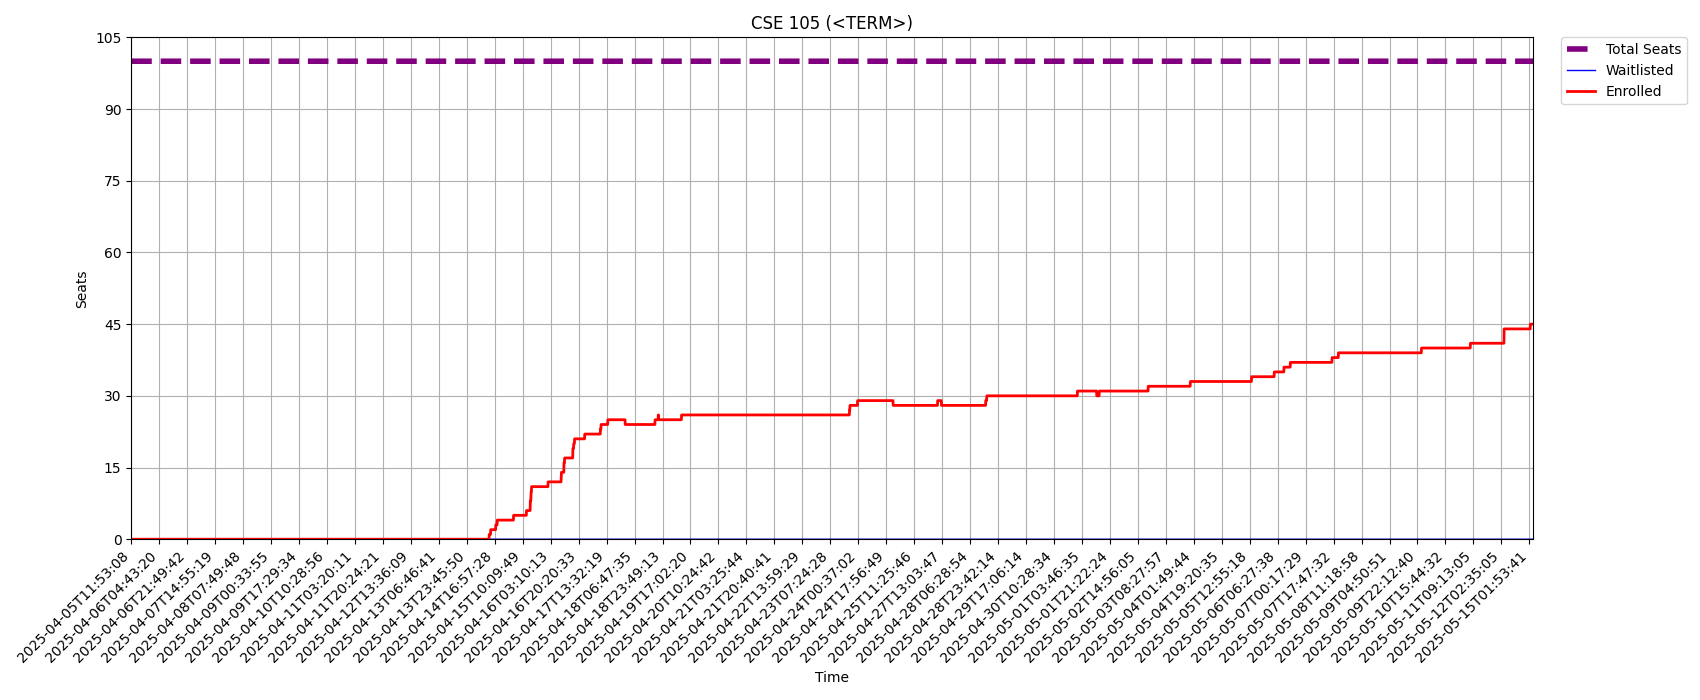 CSE 105 (<TERM>)
Total Seats
Waitlisted
Enrolled
105
90
75
60
45
30
15
0
Seats
2025-04-05T11:53:08
2025-04-06T04:43:20
2025-04-06T21:49:42
2025-04-07T14:55:19
2025-04-08T07:49:48
2025-04-09T00:33:55
2025-04-09T17:29:34
2025-04-10T10:28:56
2025-04-11T03:20:11
2025-04-11T20:24:21
2025-04-12T13:36:09
2025-04-13T06:46:41
2025-04-13T23:45:50
2025-04-14T16:57:28
2025-04-15T10:09:49
2025-04-16T03:10:13
2025-04-16T20:20:33
2025-04-17T13:32:19
2025-04-18T06:47:35
2025-04-18T23:49:13
2025-04-19T17:02:20
2025-04-20T10:24:42
2025-04-21T03:25:44
2025-04-21T20:40:41
2025-04-22T13:59:29
2025-04-23T07:24:28
2025-04-24T00:37:02
2025-04-24T17:56:49
2025-04-25T11:25:46
2025-04-27T13:03:47
2025-04-28T06:28:54
2025-04-28T23:42:14
2025-04-29T17:06:14
2025-04-30T10:28:34
2025-05-01T03:46:35
2025-05-01T21:22:24
2025-05-02T14:56:05
2025-05-03T08:27:57
2025-05-04T01:49:44
2025-05-04T19:20:35
2025-05-05T12:55:18
2025-05-06T06:27:38
2025-05-07T00:17:29
2025-05-07T17:47:32
2025-05-08T11:18:58
2025-05-09T04:50:51
2025-05-09T22:12:40
2025-05-10T15:44:32
2025-05-11T09:13:05
2025-05-12T02:35:05
2025-05-15T01:53:41
Time